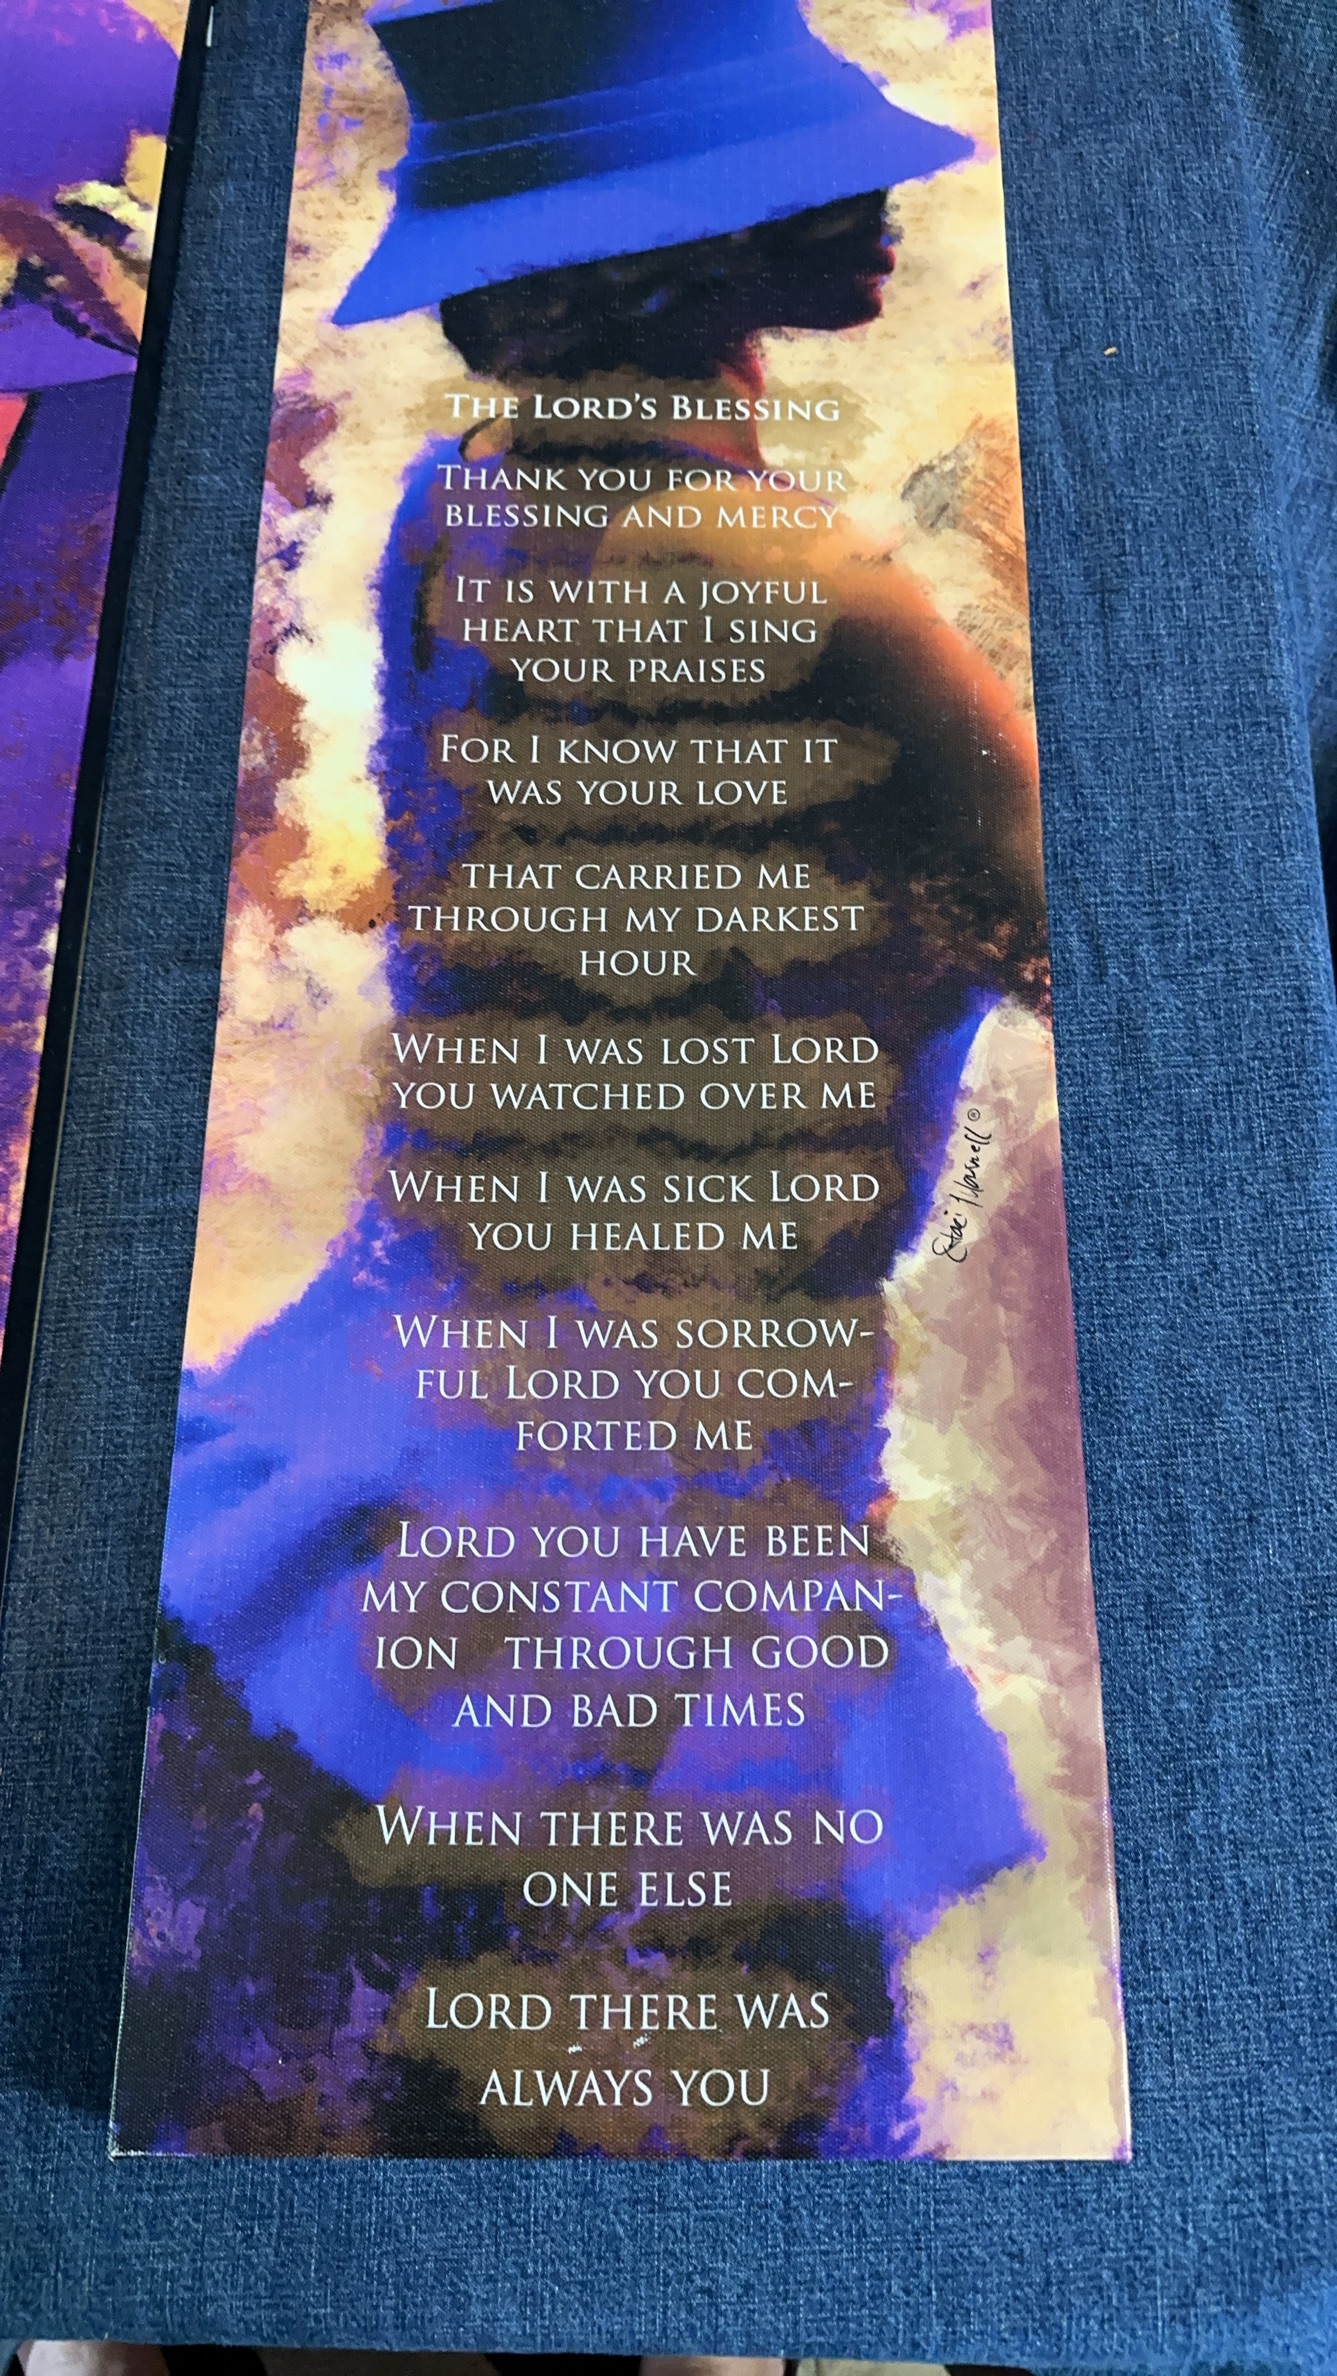 THE LORD'S BLESSING
THANK YOU FOR YOUR
BLESSING AND MERCY
IT IS WITH A JOYFUL
HEART THAT I SING
YOUR PRAISES
FOR I KNOW THAT IT
WAS YOUR LOVE
THAT CARRIED ME
THROUGH MY DARKEST
HOUR
WHEN I WAS LOST LORD
YOU WATCHED OVER ME
WHEN I WAS SICK LORD
YOU HEALED ME
WHEN I WAS SORROW-
FUL LORD YOU COM-
FORTED ME
LORD YOU HAVE BEEN
MY CONSTANT COMPAN-
ION THROUGH GOOD
AND BAD TIMES
WHEN THERE WAS NO
ONE ELSE
LORD THERE WAS
ALWAYS YOU